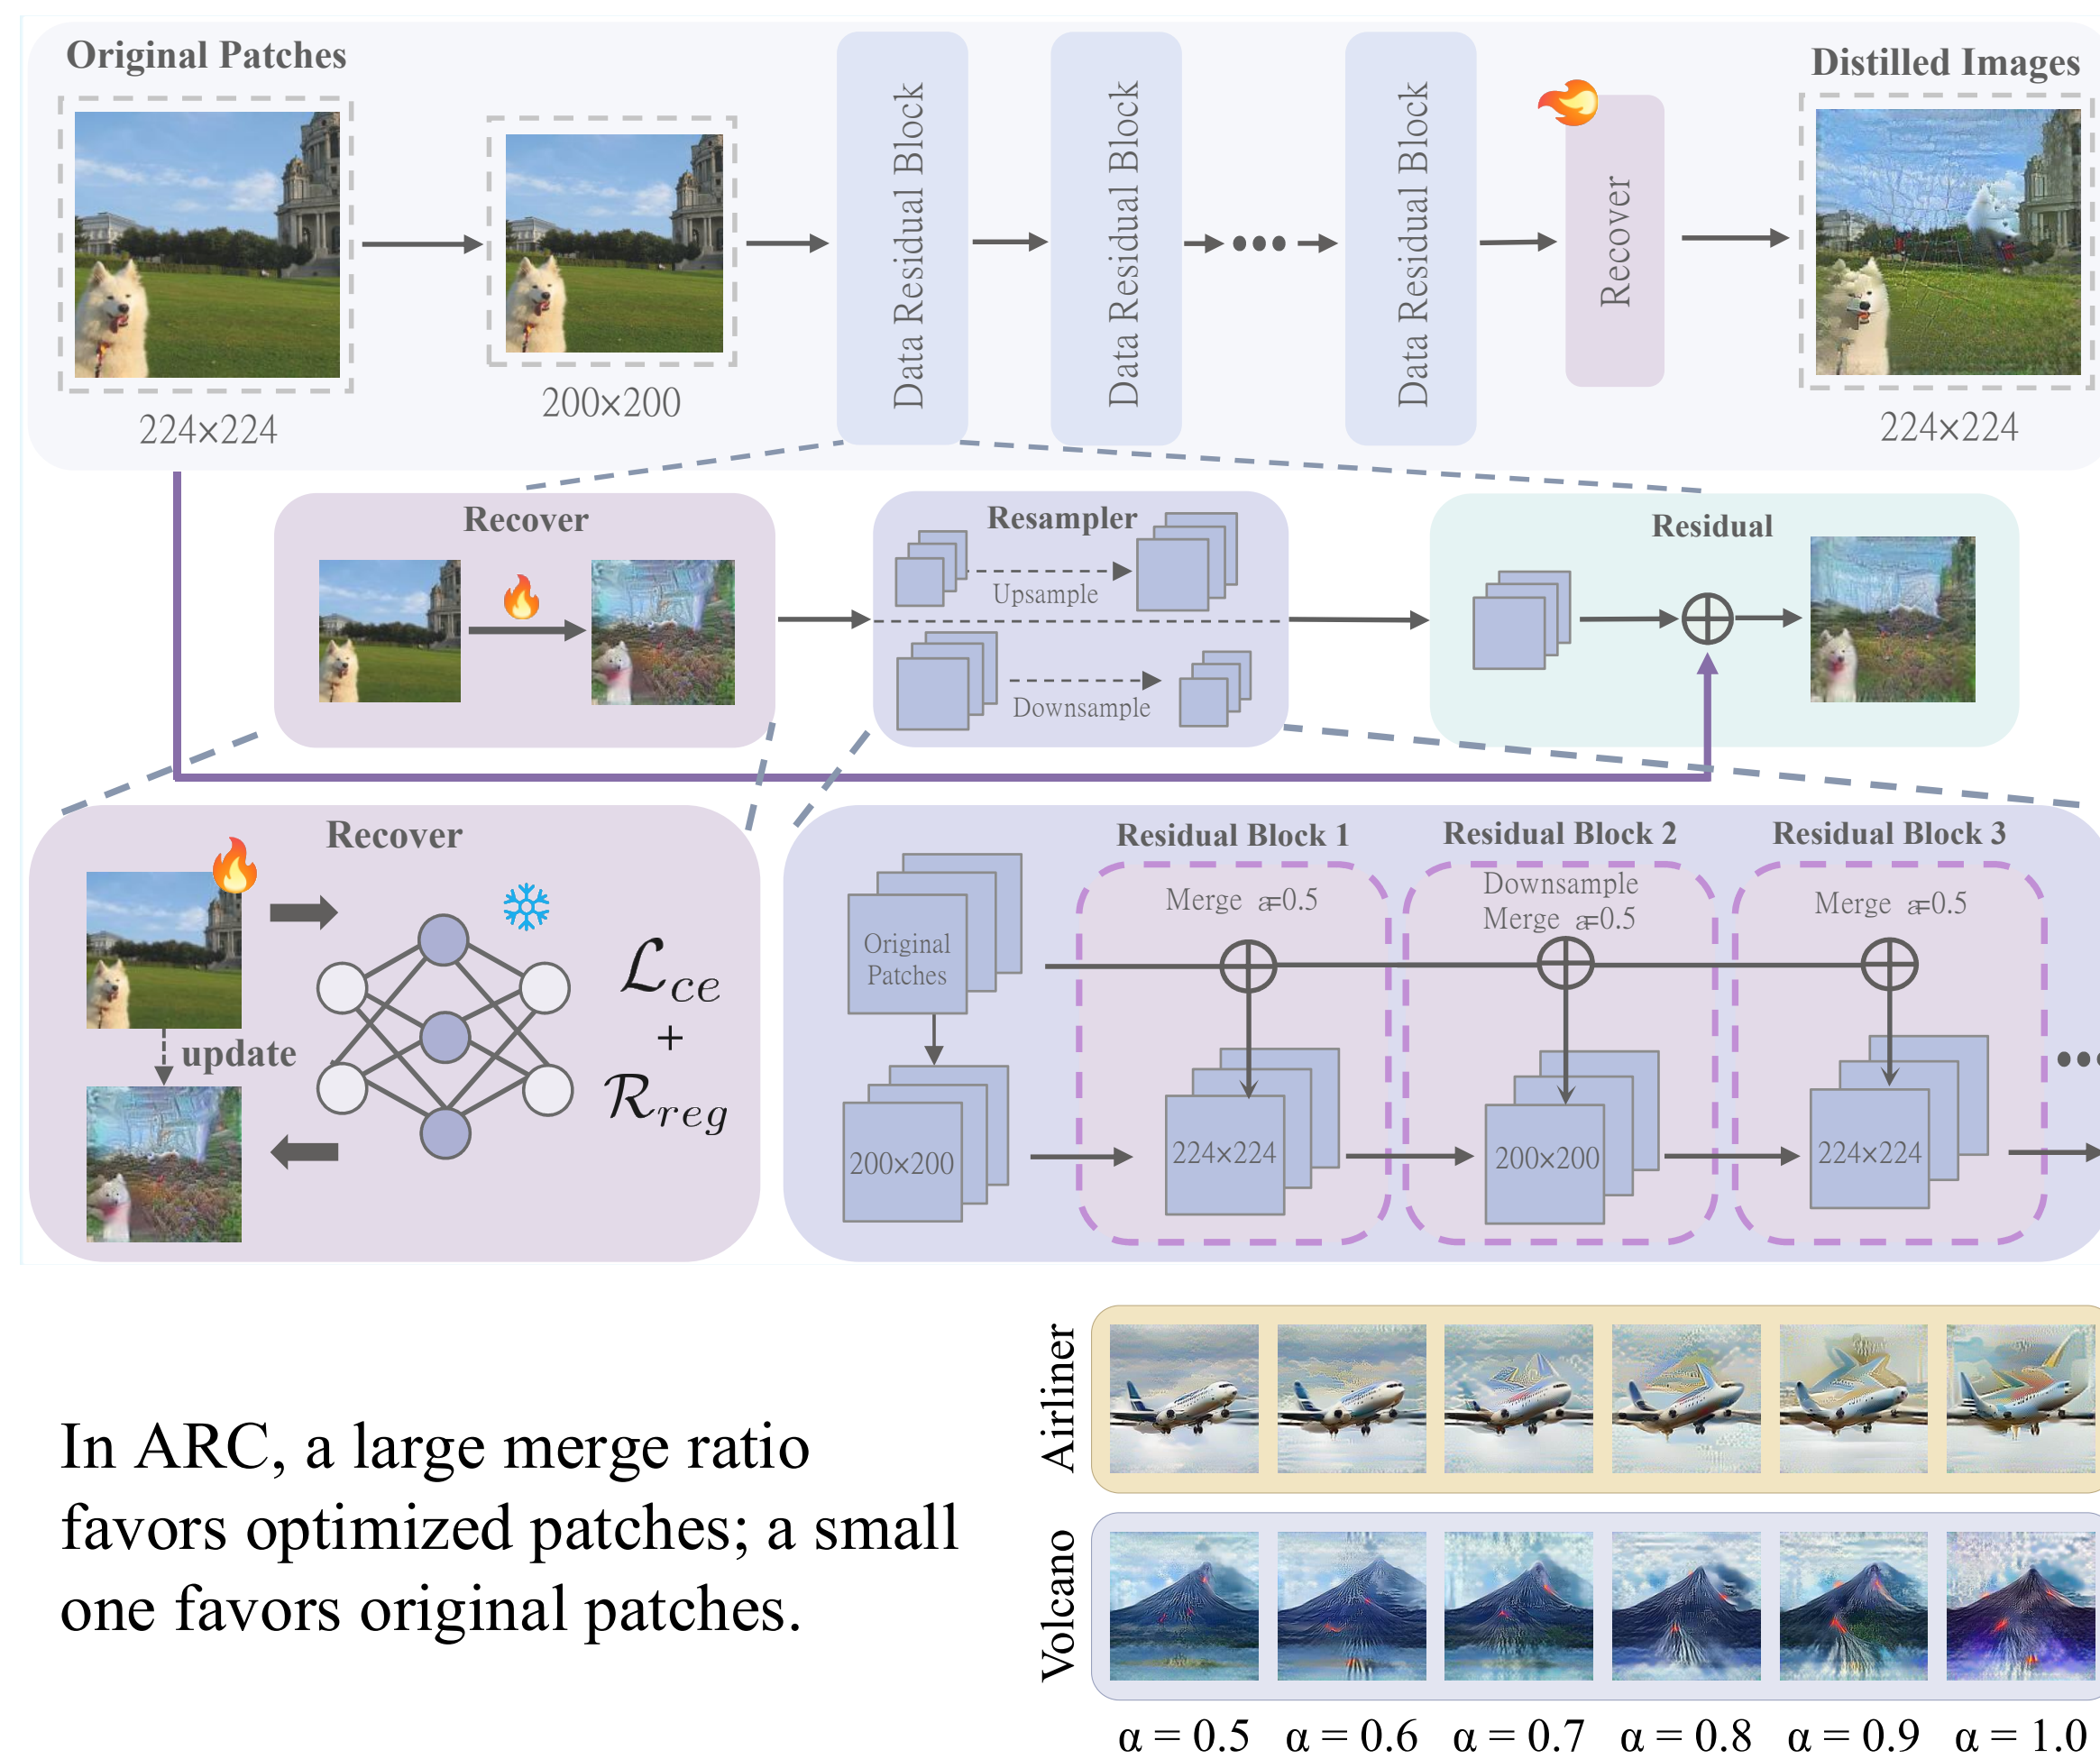 Original Patches
Distilled Images
224×224
200×200
Data Residual Block
Data Residual Block
Data Residual Block
Recover
224×224
Recover
Resampler
Upsample
Downsample
Residual
Recover
update
ℒce
+
ℛreg
Original
Patches
200×200
Residual Block 1
Merge a=0.5
224×224
Residual Block 2
Downsample
Merge a=0.5
200×200
Residual Block 3
Merge a=0.5
224×224
In ARC, a large merge ratio
favors optimized patches; a small
one favors original patches.
Airliner
Volcano
α = 0.5 α = 0.6 α = 0.7 α = 0.8 α = 0.9 α = 1.0